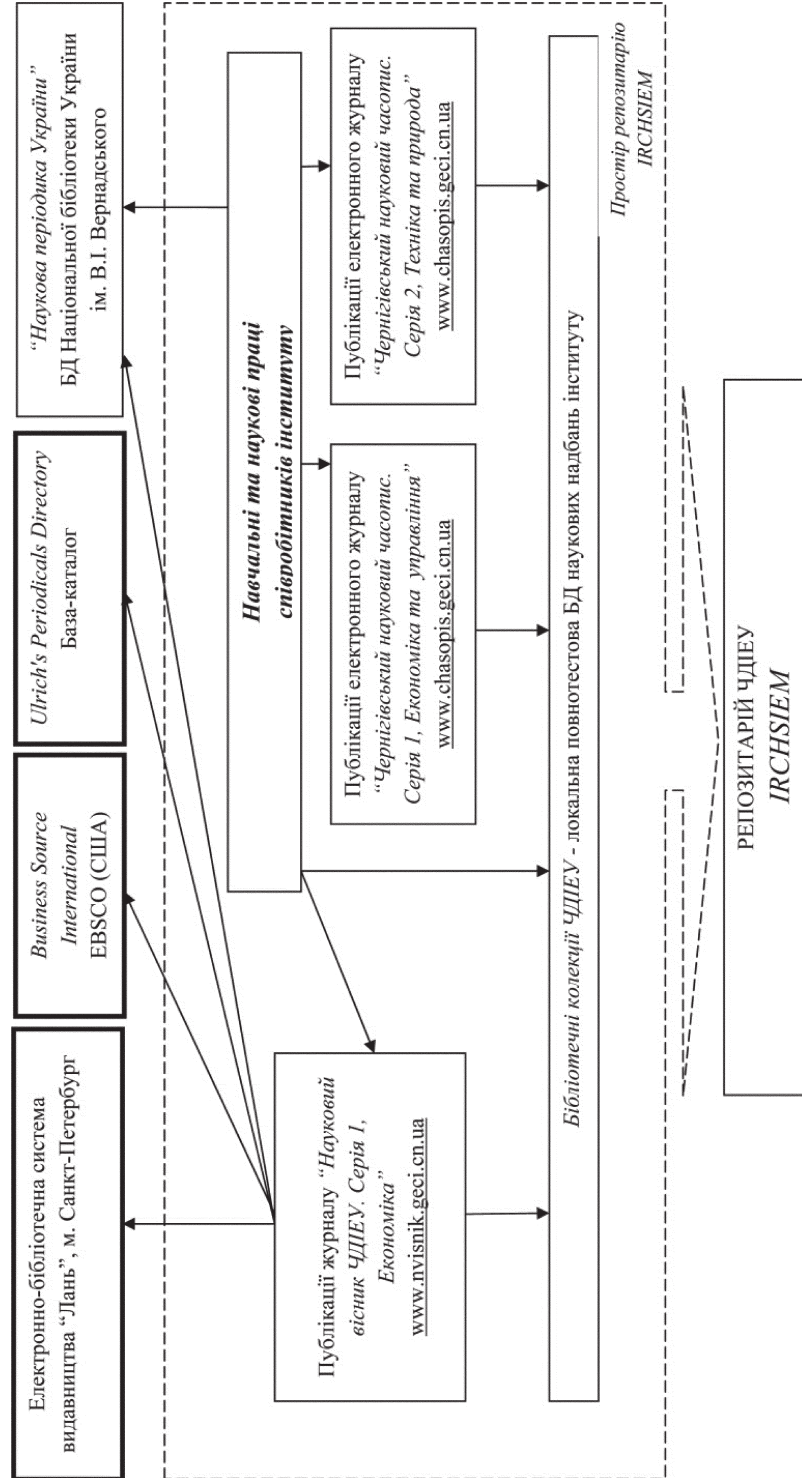 Електронно-бібліотечна система
видавництва “Лань”, м. Санкт-Петербург
Business Source
International
EBSCO (США)
Ulrich's Periodicals Directory
База-каталог
“Наукова періодика України”
БД Національної бібліотеки України
ім. В.І. Вернадського
Навчальні та наукові праці
співробітників інституту
Публікації журналу “Науковий
вісник ЧДІЕУ. Серія 1,
Економіка”
www.nvisnik.geci.cn.ua
Публікації електронного журналу
“Чернігівський науковий часопис.
Серія 1, Економіка та управління”
www.chasopis.geci.cn.ua
Публікації електронного журналу
“Чернігівський науковий часопис.
Серія 2, Техніка та природа”
www.chasopis.geci.cn.ua
Бібліотечні колекції ЧДІЕУ - локальна повнотестова БД наукових надбань інституту
Простір репозитарію
IRCHSIEM
РЕПОЗИТАРІЙ ЧДІЕУ
IRCHSIEM